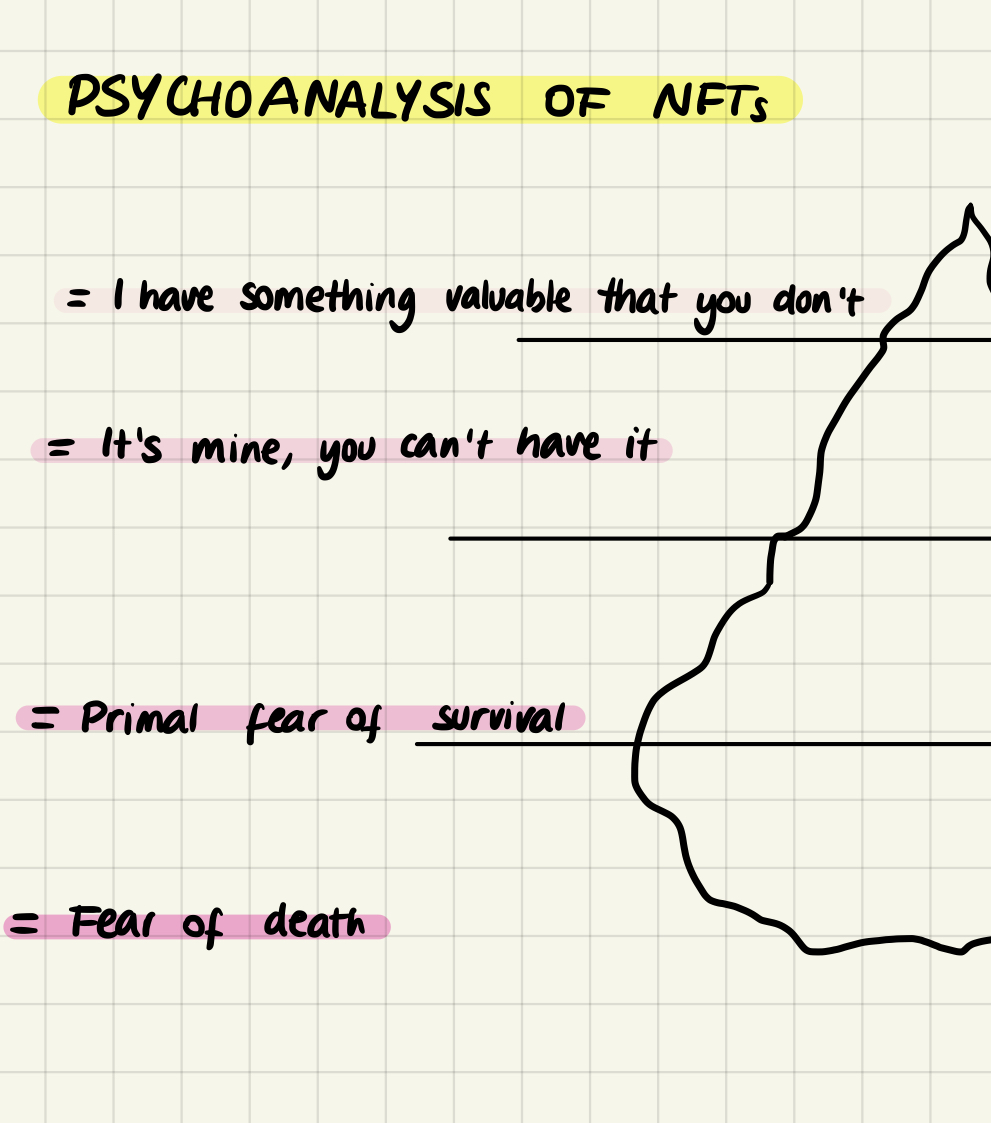 PSYCHOANALYSIS OF NFTs
= I have something valuable that you don't
= It's mine, you can't have it
= Primal fear of survival
= Fear of death